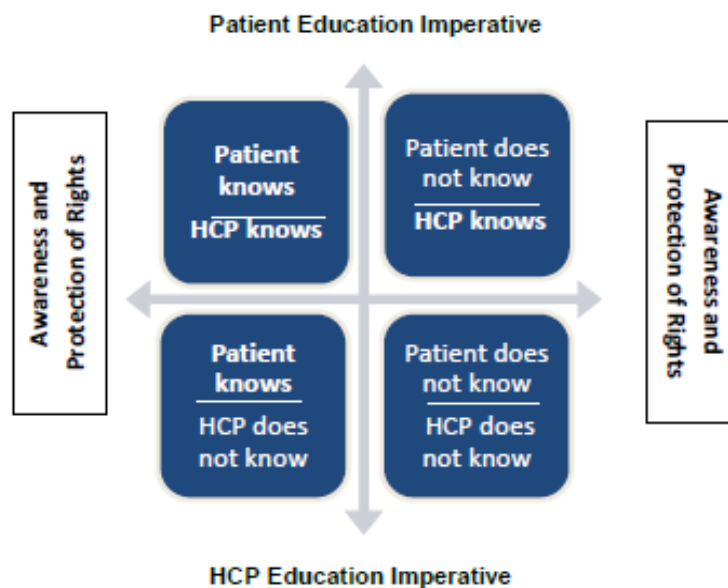 Patient Education Imperative
Awareness and
Protection of Rights
Patient
knows
HCP knows
Patient does
not know
HCP knows
Awareness and
Protection of Rights
Patient
knows
HCP does
not know
Patient does
not know
HCP does
not know
HCP Education Imperative